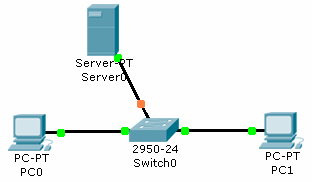 Server-PT
Server0
2950-24
Switch0
PC-PT
PC0
PC-PT
PC1